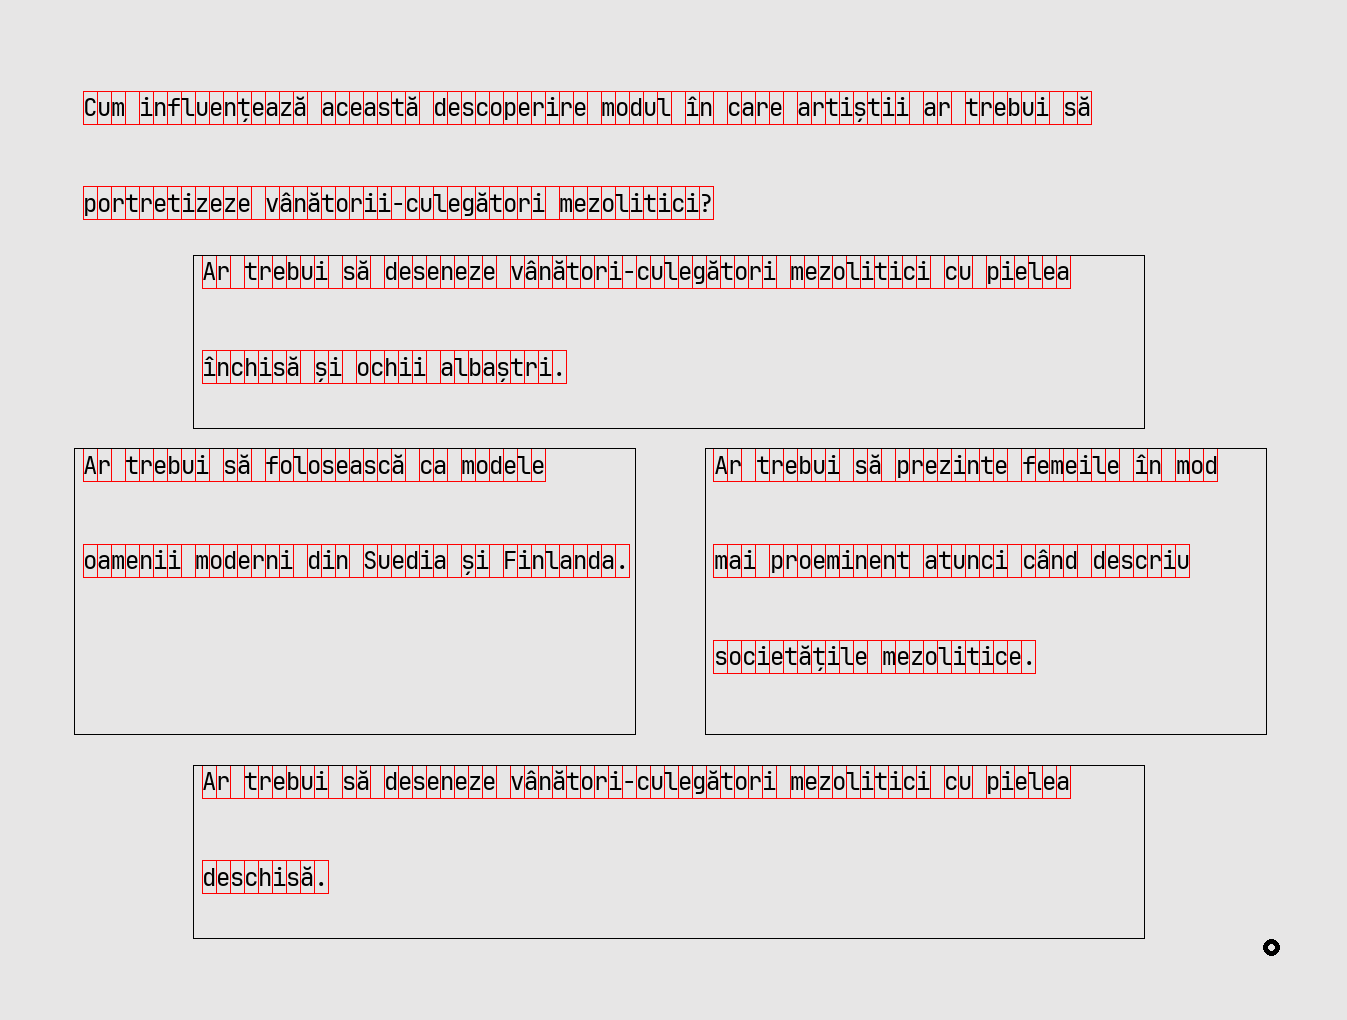 Cum influențează această descoperire modul în care artiștii ar trebui să
portretizeze vânătorii-culegători mezolitici?
Ar trebui să deseneze vânători-culegători mezolitici cu pielea
închisă și ochii albaștri.
Ar trebui să folosească ca modele
oamenii moderni din Suedia și Finlanda.
Ar trebui să prezinte femeile în mod
mai proeminent atunci când descriu
societățile mezolitice.
Ar trebui să deseneze vânători-culegători mezolitici cu pielea
deschisă.